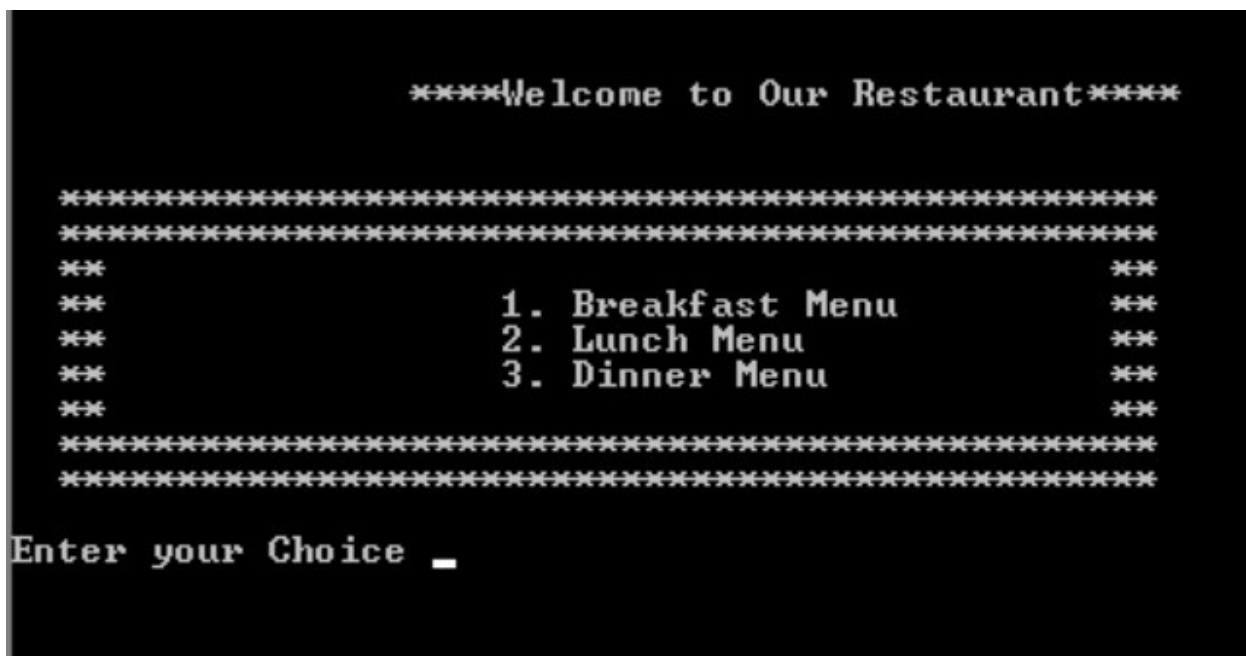 ****Welcome to Our Restaurant****
***********************************************
***********************************************
** **
** 1. Breakfast Menu **
** 2. Lunch Menu **
** 3. Dinner Menu **
** **
***********************************************
***********************************************
Enter your Choice _